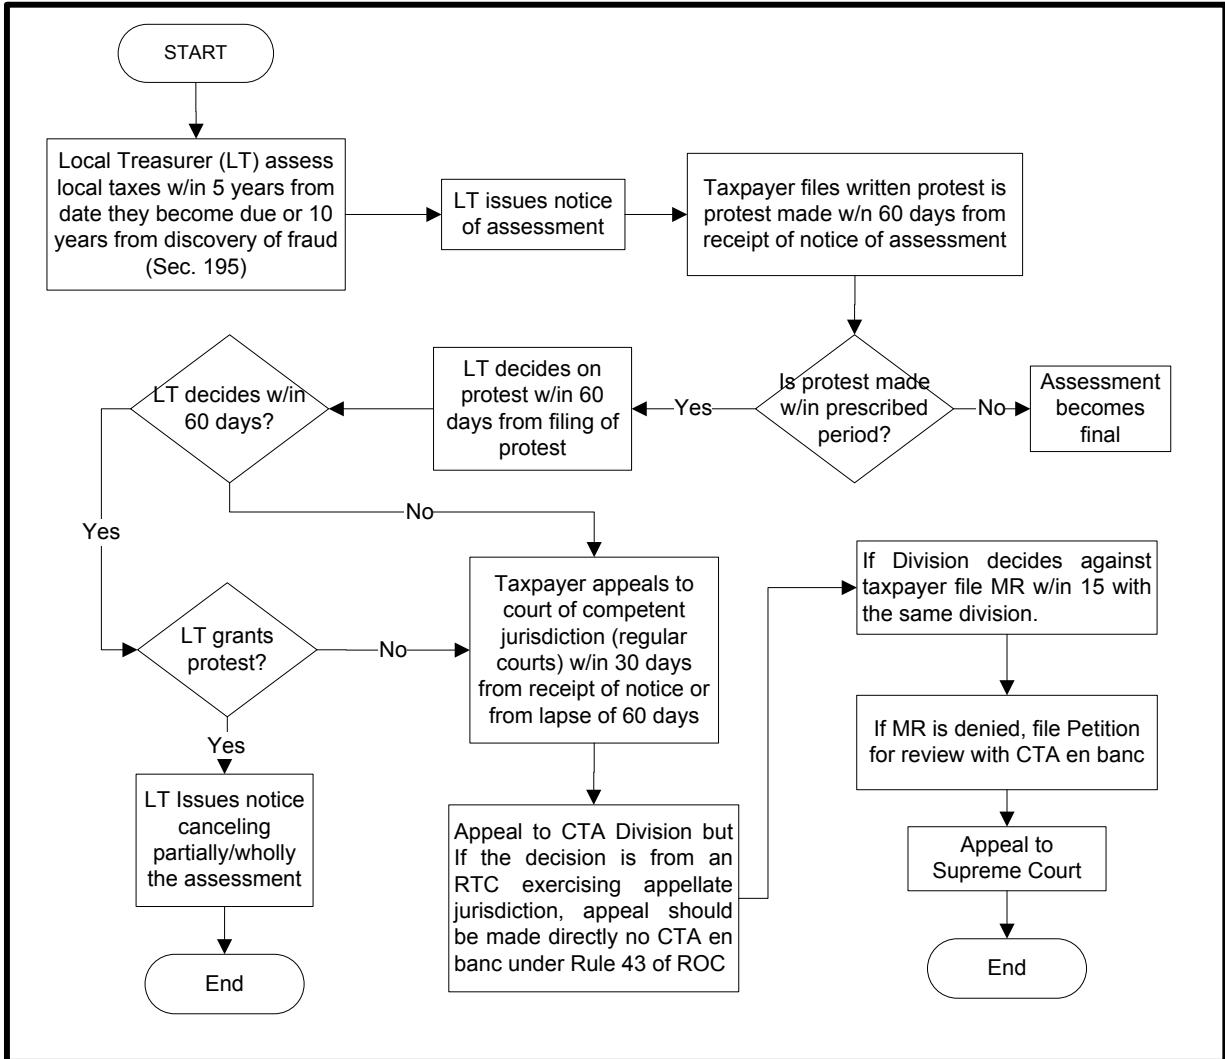 START
Local Treasurer (LT) assess
local taxes w/in 5 years from
date they become due or 10
years from discovery of fraud
(Sec. 195)
LT issues notice
of assessment
Taxpayer files written protest is
protest made w/n 60 days from
receipt of notice of assessment
Is protest made
w/in prescribed
period?
No
Assessment
becomes
final
Yes
LT decides on
protest w/in 60
days from filing of
protest
LT decides w/in
60 days?
No
Yes
LT grants
protest?
No
Yes
LT Issues notice
canceling
partially/wholly
the assessment
End
Taxpayer appeals to
court of competent
jurisdiction (regular
courts) w/in 30 days
from receipt of notice or
from lapse of 60 days
Appeal to CTA Division but
If the decision is from an
RTC exercising appellate
jurisdiction, appeal should
be made directly no CTA en
banc under Rule 43 of ROC
If Division decides against
taxpayer file MR w/in 15 with
the same division.
If MR is denied, file Petition
for review with CTA en banc
Appeal to
Supreme Court
End